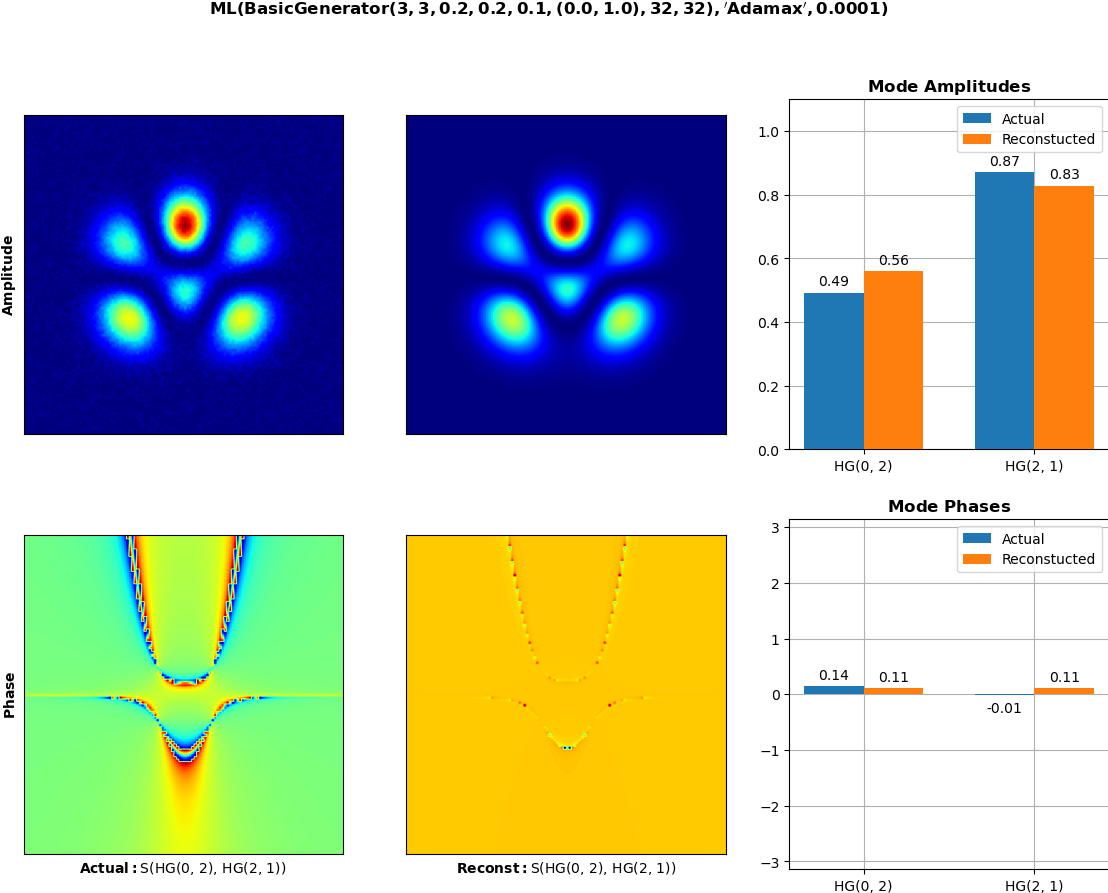 ML(BasicGenerator(3, 3, 0.2, 0.2, 0.1, (0.0, 1.0), 32, 32), ′Adamax′, 0.0001)
Amplitude
Mode Amplitudes
Actual
Reconstucted
1.0
0.8
0.6
0.4
0.2
0.0
0.49
0.56
0.87
0.83
HG(0, 2)
HG(2, 1)
Phase
Actual: S(HG(0, 2), HG(2, 1))
Reconst: S(HG(0, 2), HG(2, 1))
Mode Phases
Actual
Reconstucted
3
2
1
0
−1
−2
−3
0.14
0.11
-0.01
0.11
HG(0, 2)
HG(2, 1)